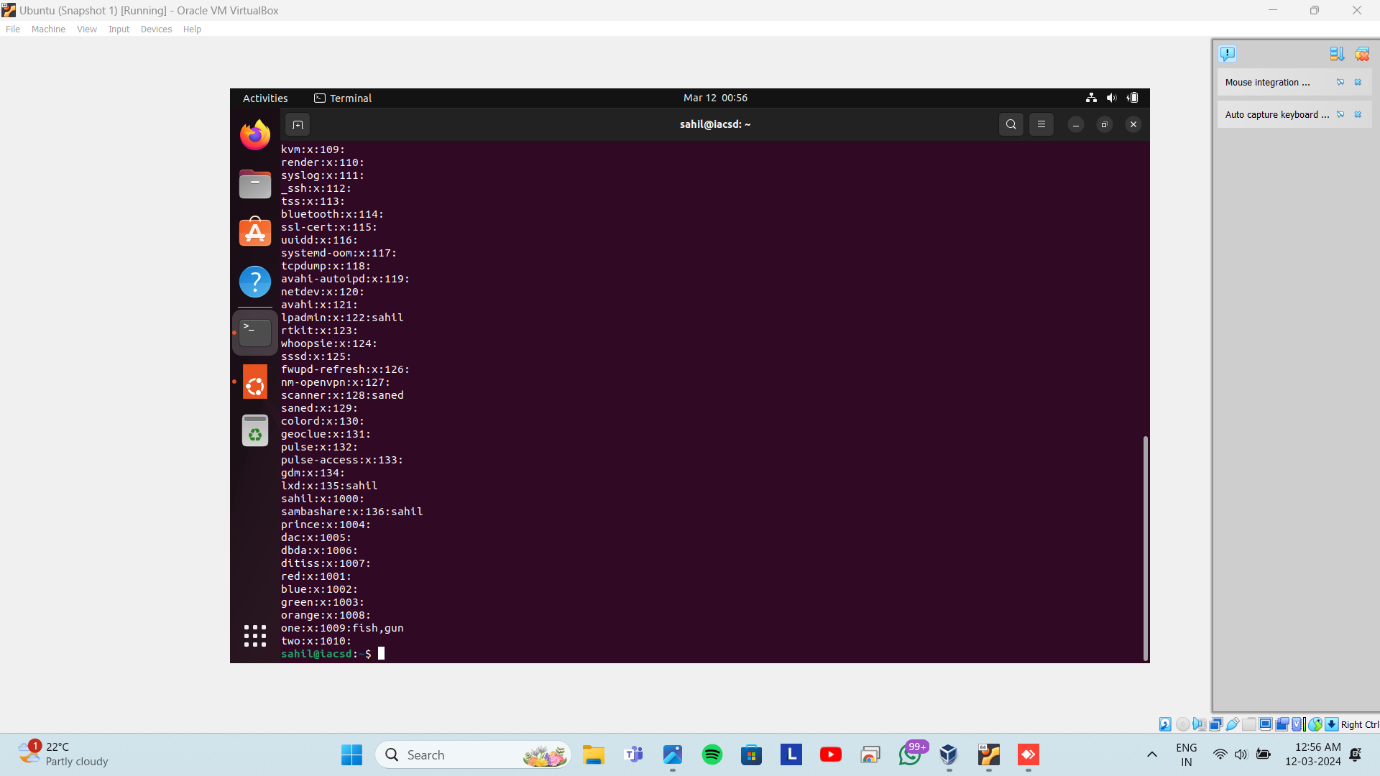 Ubuntu (Snapshot 1) [Running] - Oracle VM VirtualBox
File Machine View Input Devices Help
Mouse integration ...
Auto capture keyboard ...
Activities Terminal Mar 12 00:56
sahil@iacsd: ~
kvm:x:109:
render:x:110:
syslog:x:111:
_ssh:x:112:
tss:x:113:
bluetooth:x:114:
ssl-cert:x:115:
uuidd:x:116:
systemd-oom:x:117:
tcpdump:x:118:
avahi-autoipd:x:119:
netdev:x:120:
avahi:x:121:
lpadmin:x:122:sahil
rtkit:x:123:
whoopsie:x:124:
sssd:x:125:
fwupd-refresh:x:126:
nm-openvpn:x:127:
scanner:x:128:saned
saned:x:129:
colord:x:130:
geoclue:x:131:
pulse:x:132:
pulse-access:x:133:
gdm:x:134:
lxd:x:135:sahil
sahil:x:1000:
sambashare:x:136:sahil
prince:x:1004:
dac:x:1005:
dbda:x:1006:
ditiss:x:1007:
red:x:1001:
blue:x:1002:
green:x:1003:
orange:x:1008:
one:x:1009:fish,gun
two:x:1010:
sahil@iacsd:~$
Right Ctrl
1
22°C
Partly cloudy
Search
L
99+
ENG
IN
12:56 AM
12-03-2024